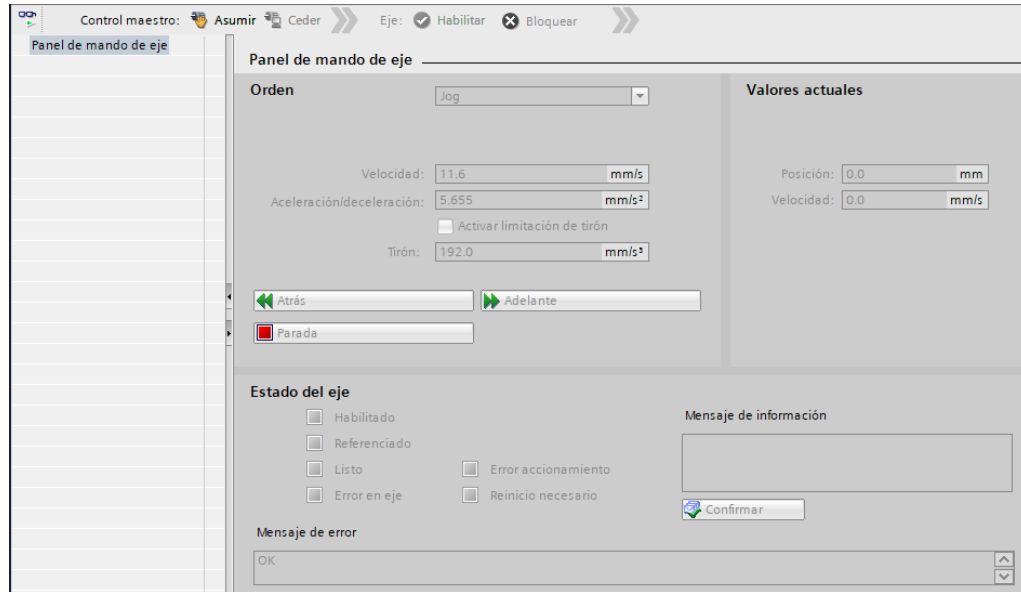 Control maestro: Asumir Ceder Eje: Habilitar Bloquear
Panel de mando de eje
Panel de mando de eje
Orden
Jog
Velocidad: 11.6 mm/s
Aceleración/deceleración: 5.655 mm/s²
Activar limitación de tirón
Tirón: 192.0 mm/s³
Atrás
Adelante
Parada
Valores actuales
Posición: 0.0 mm
Velocidad: 0.0 mm/s
Estado del eje
Habilitado
Referenciado
Listo
Error accionamiento
Error en eje
Reinicio necesario
Mensaje de información
Confirmar
Mensaje de error
OK